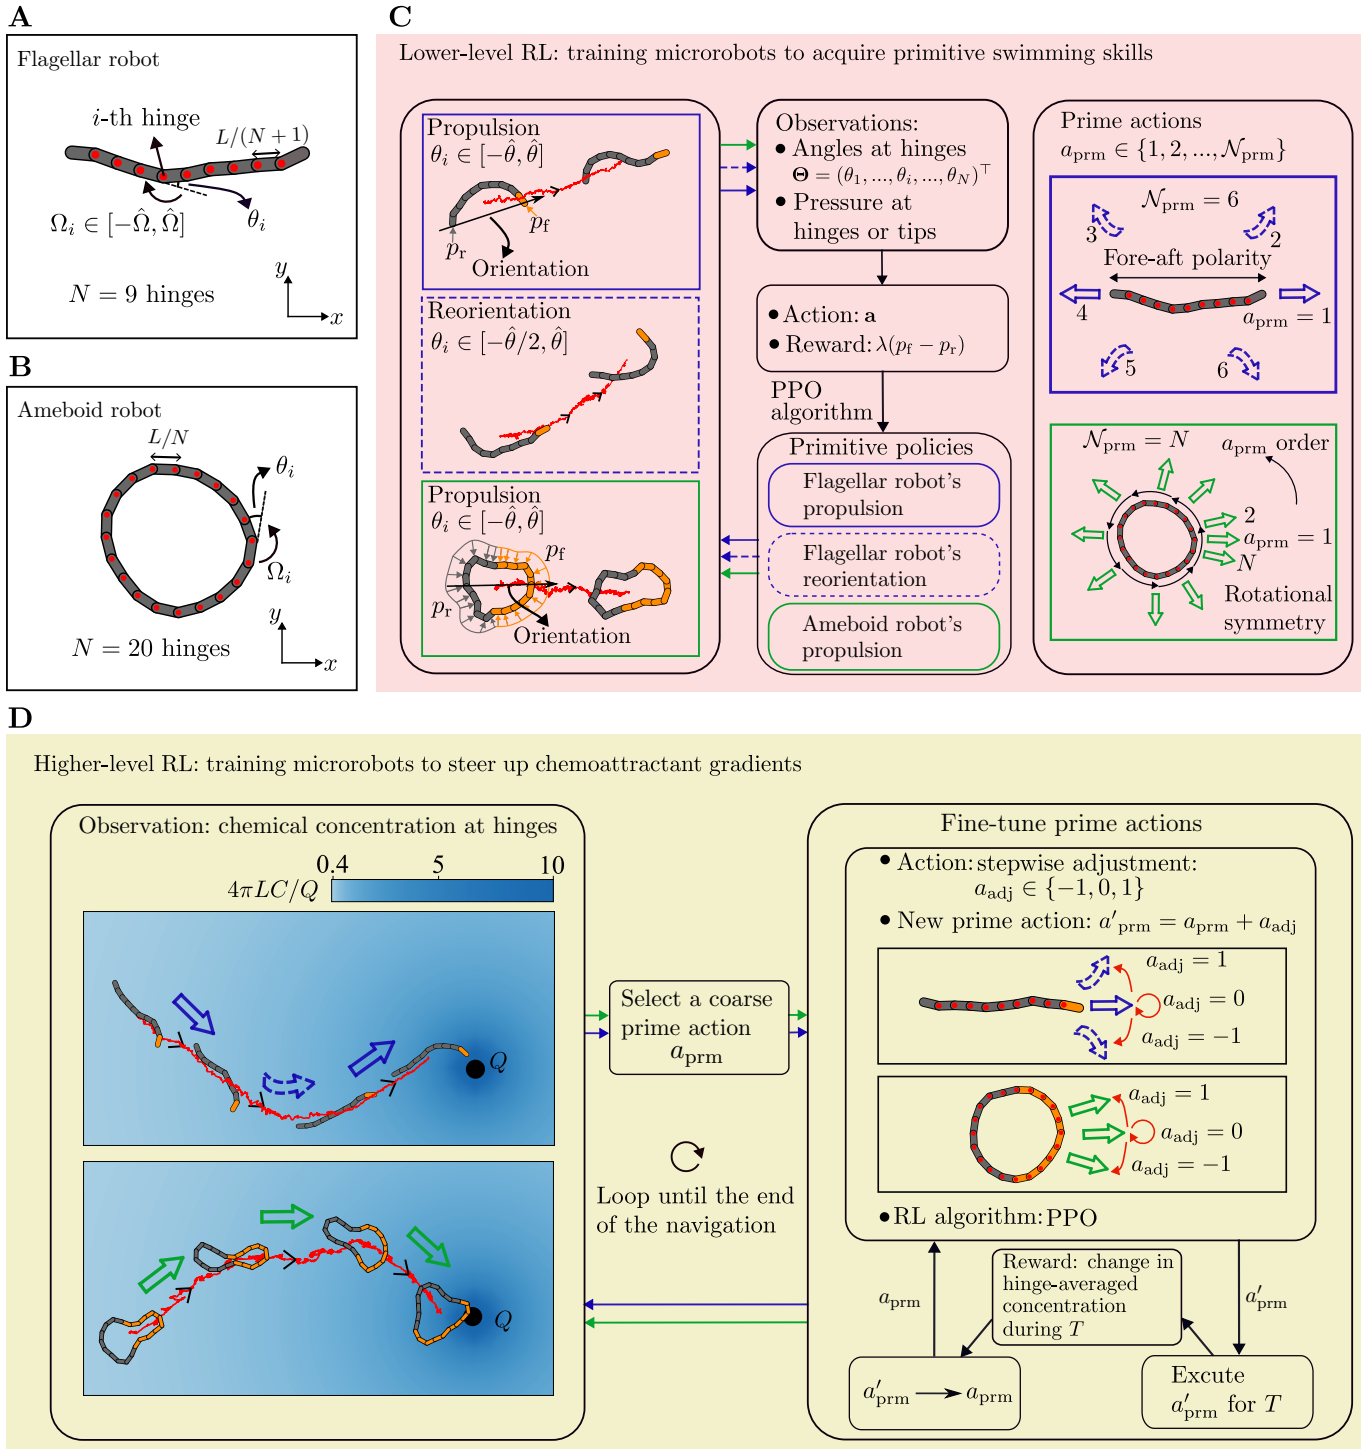 A
Flagellar robot
i-th hinge
L/(N + 1)
Ω_i ∈ [−Ω̂, Ω̂]
θ_i
N = 9 hinges
y
x
B
Ameboid robot
L/N
θ_i
Ω_i
N = 20 hinges
y
x
C
Lower-level RL: training microrobots to acquire primitive swimming skills
Propulsion
θ_i ∈ [−θ̂, θ̂]
p_f
p_r
Orientation
Reorientation
θ_i ∈ [−θ̂/2, θ̂]
Propulsion
θ_i ∈ [−θ̂, θ̂]
p_f
p_r
Orientation
Observations:
● Angles at hinges
Θ = (θ_1, ..., θ_i, ..., θ_N)^⊤
● Pressure at
hinges or tips
● Action: a
● Reward: λ(p_f − p_r)
PPO
algorithm
Primitive policies
Flagellar robot's
propulsion
Flagellar robot's
reorientation
Ameboid robot's
propulsion
Prime actions
a_prm ∈ {1, 2, ..., 𝒩_prm}
𝒩_prm = 6
3
2
Fore-aft polarity
4
a_prm = 1
5
6
𝒩_prm = N
a_prm order
2
a_prm = 1
N
Rotational
symmetry
D
Higher-level RL: training microrobots to steer up chemoattractant gradients
Observation: chemical concentration at hinges
0.4 5 10
4πLC/Q
Q
Q
Select a coarse
prime action
a_prm
Loop until the end
of the navigation
Fine-tune prime actions
● Action: stepwise adjustment:
a_adj ∈ {−1, 0, 1}
● New prime action: a′_prm = a_prm + a_adj
a_adj = 1
a_adj = 0
a_adj = −1
a_adj = 1
a_adj = 0
a_adj = −1
● RL algorithm: PPO
a_prm
Reward: change in
hinge-averaged
concentration
during T
a′_prm
a′_prm ⟶ a_prm
Excute
a′_prm for T